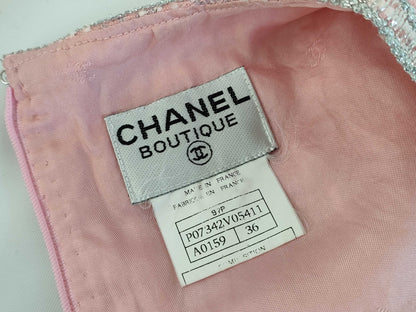 CHANEL
BOUTIQUE
MADE IN FRANCE
FABRIQUE EN FRANCE
P07342V05411
A0159 36